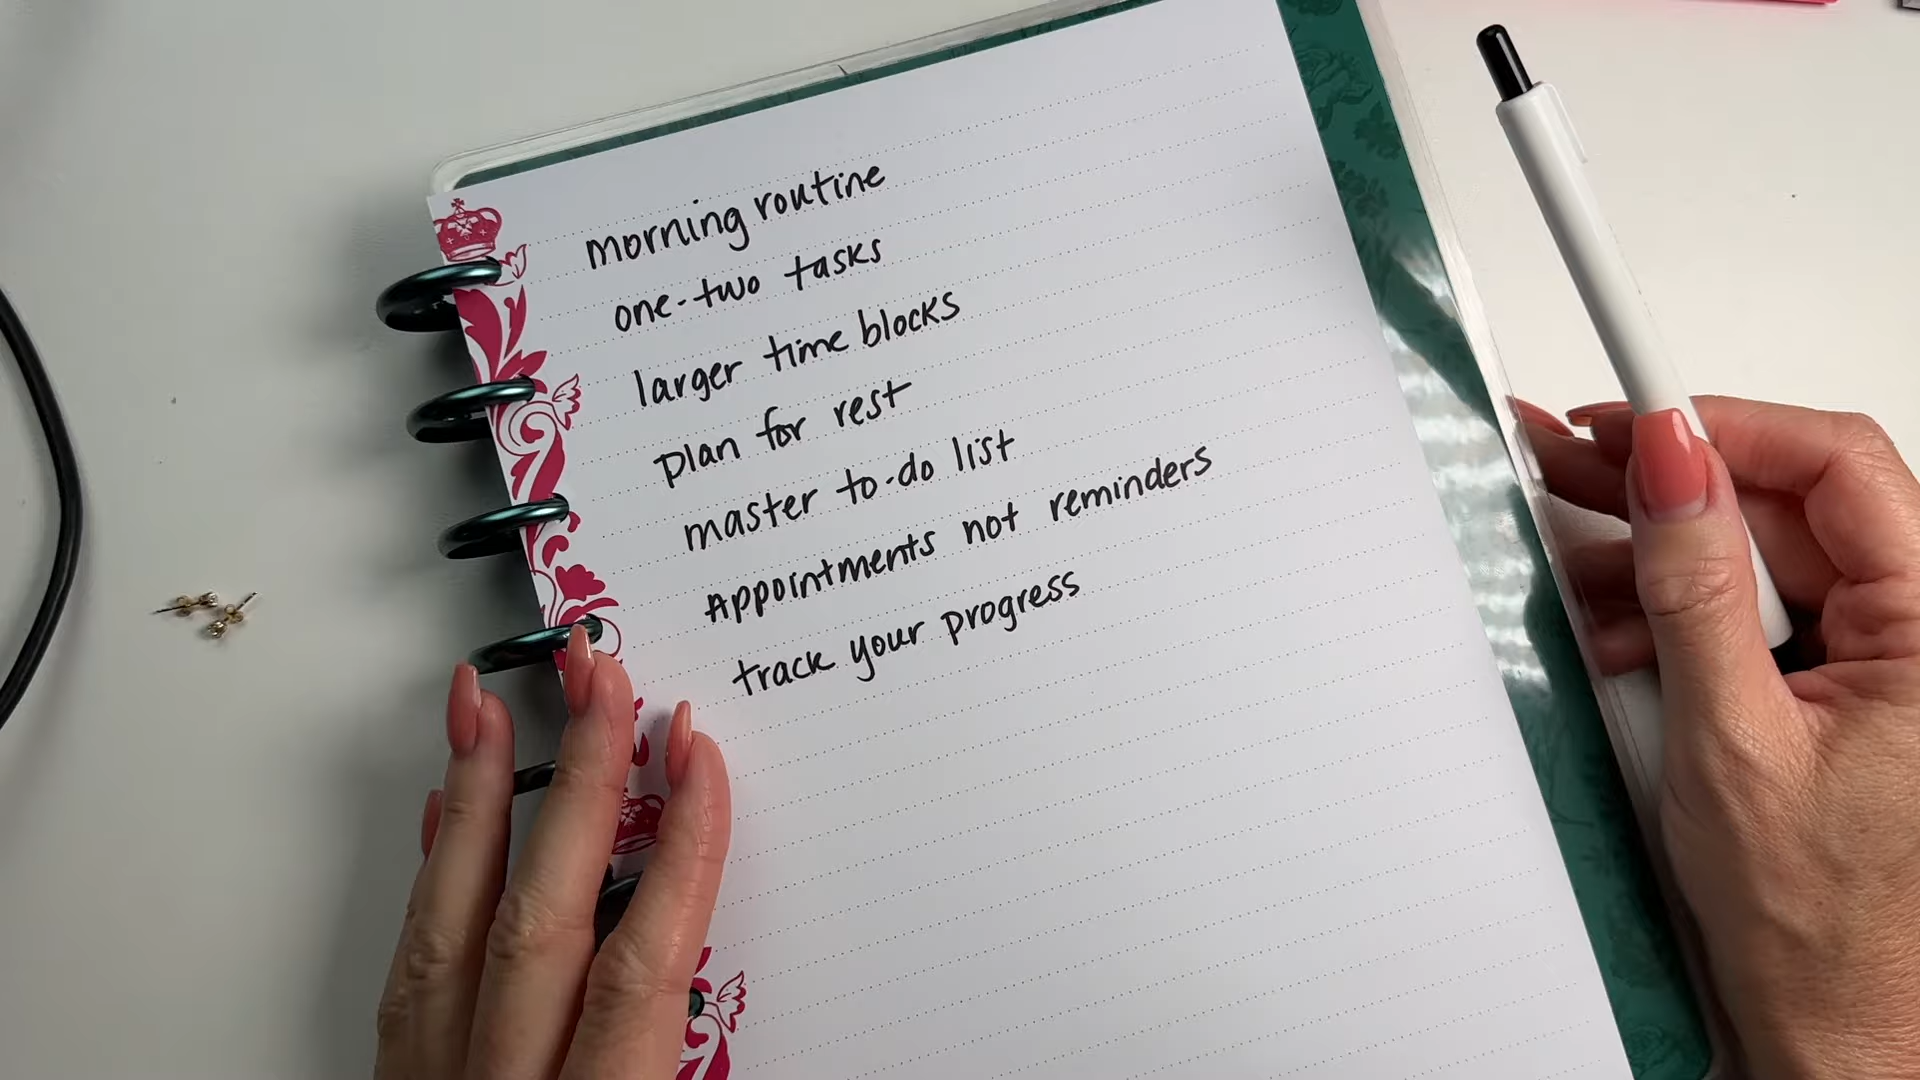 morning routine
one-two tasks
larger time blocks
plan for rest
master to-do list
Appointments not reminders
track your progress